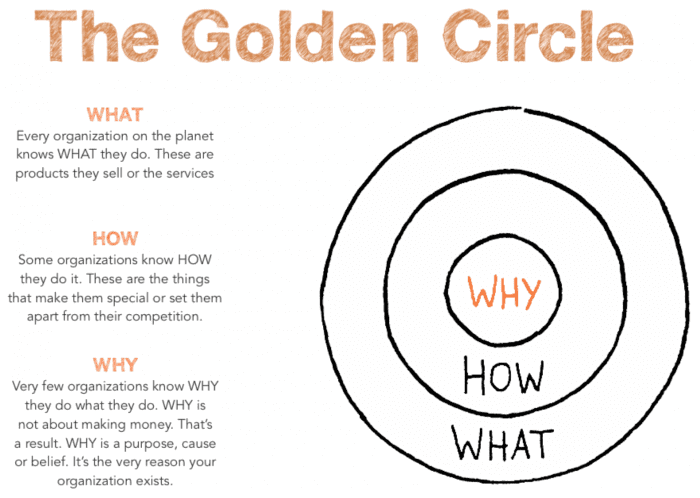 The Golden Circle
WHAT
Every organization on the planet
knows WHAT they do. These are
products they sell or the services
HOW
Some organizations know HOW
they do it. These are the things
that make them special or set them
apart from their competition.
WHY
Very few organizations know WHY
they do what they do. WHY is
not about making money. That's
a result. WHY is a purpose, cause
or belief. It's the very reason your
organization exists.
WHY
HOW
WHAT